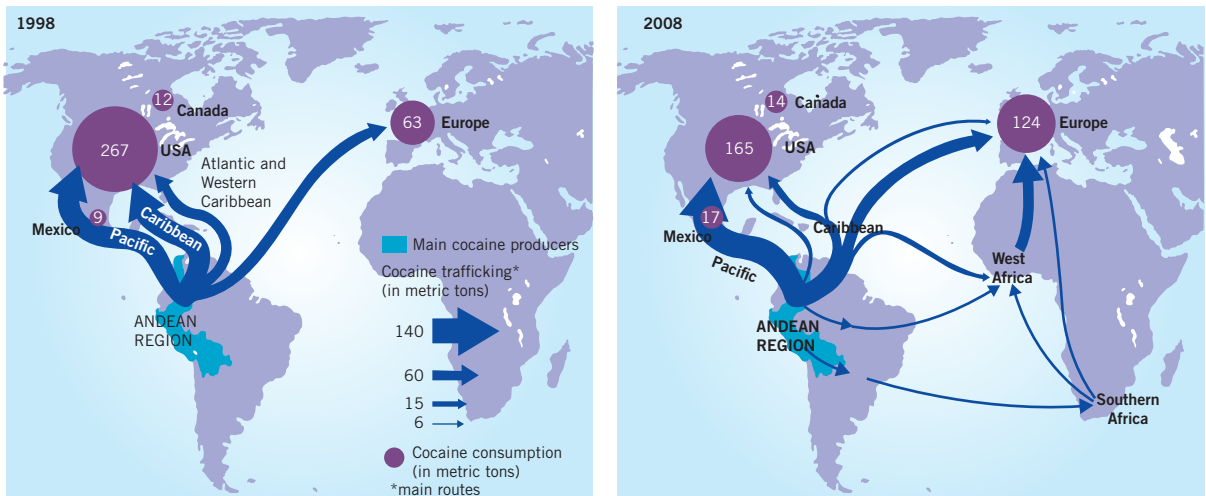 1998
12
Canada
267
USA
63
Europe
Atlantic and
Western
Caribbean
9
Mexico
Pacific
Caribbean
ANDEAN
REGION
Main cocaine producers
Cocaine trafficking*
(in metric tons)
140
60
15
6
Cocaine consumption
(in metric tons)
*main routes
2008
14
Canada
165
USA
124
Europe
17
Mexico
Pacific
Caribbean
West
Africa
ANDEAN
REGION
Southern
Africa